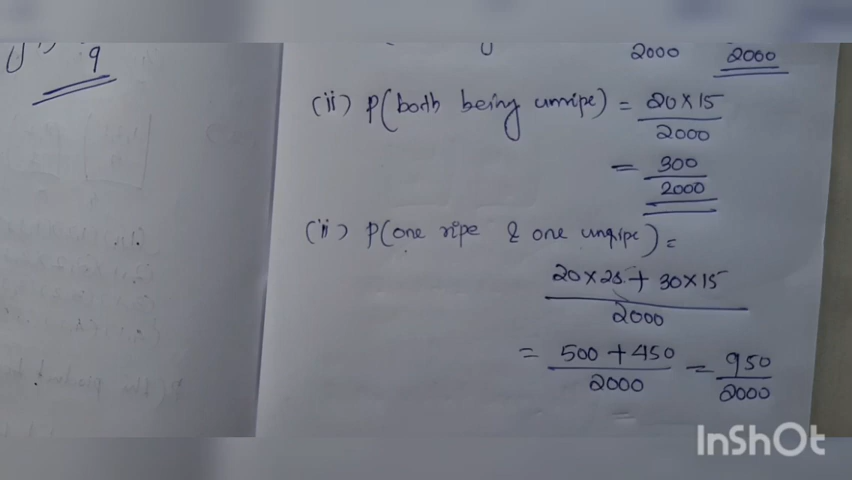 9
2000 2000
(ii) P(both being unripe) = 20×15
2000
= 300
2000
(ii) P(one ripe & one unripe) =
20×25 + 30×15
2000
= 500 + 450 = 950
2000 2000
InShOt